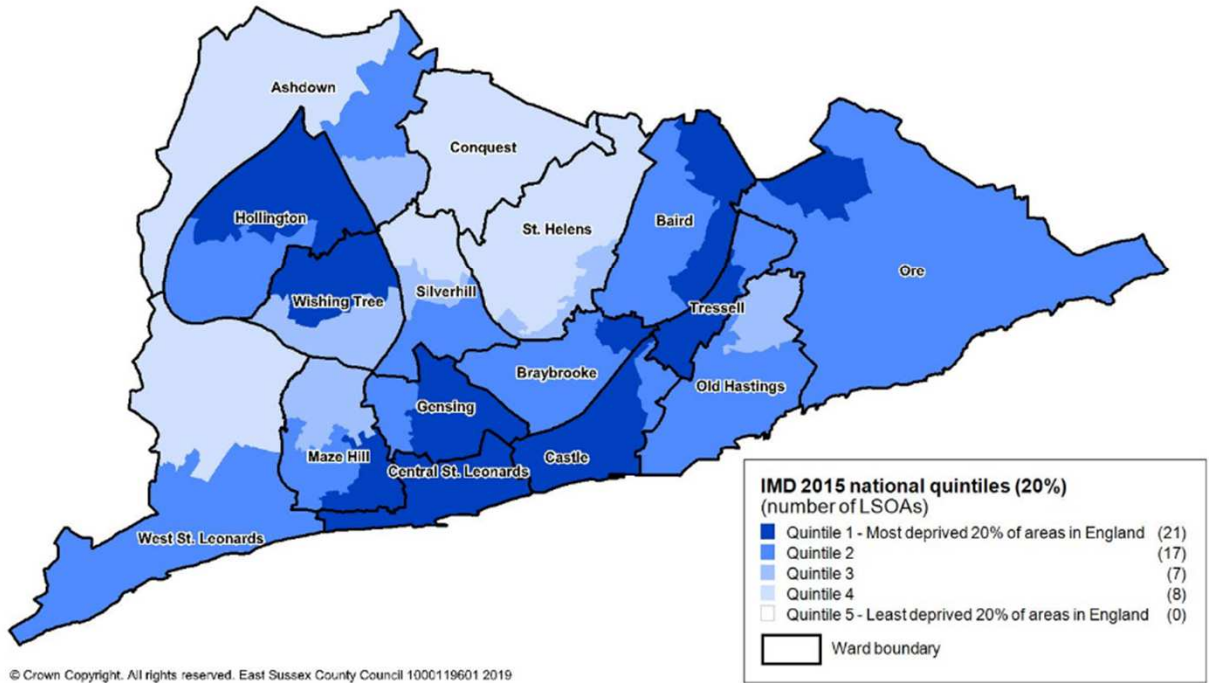 Ashdown
Conquest
Hollington
St. Helens
Baird
Ore
Wishing Tree
Silverhill
Tressell
Braybrooke
Old Hastings
Gensing
Maze Hill
Central St. Leonards
Castle
West St. Leonards
IMD 2015 national quintiles (20%)
(number of LSOAs)
Quintile 1 - Most deprived 20% of areas in England (21)
Quintile 2 (17)
Quintile 3 (7)
Quintile 4 (8)
Quintile 5 - Least deprived 20% of areas in England (0)
Ward boundary
© Crown Copyright. All rights reserved. East Sussex County Council 1000119601 2019